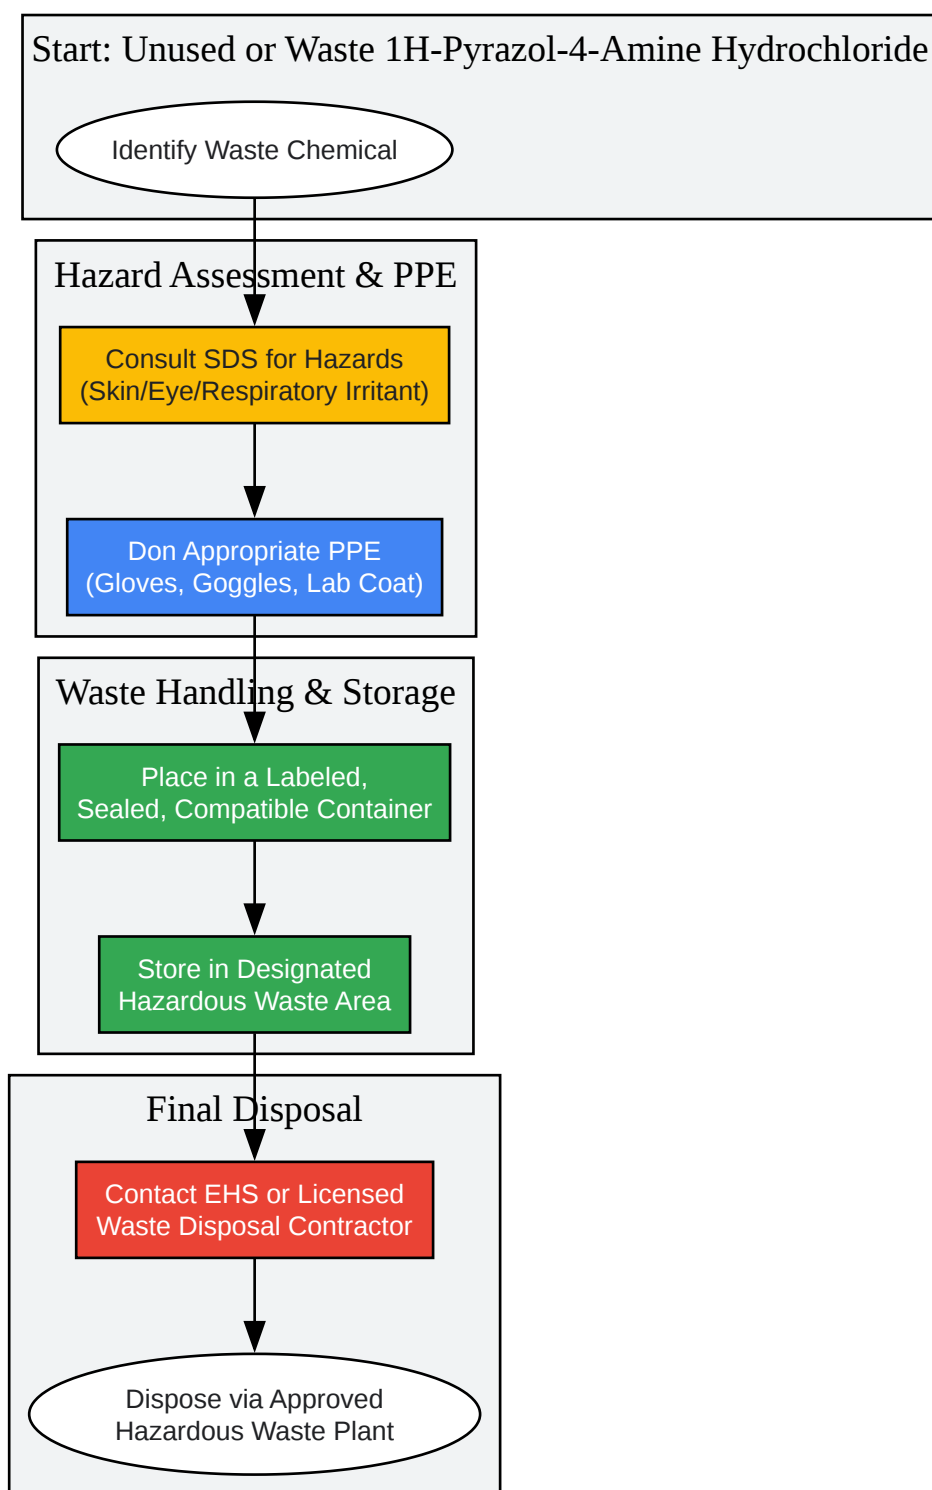 Start: Unused or Waste 1H-Pyrazol-4-Amine Hydrochloride
Identify Waste Chemical
Hazard Assessment & PPE
Consult SDS for Hazards
(Skin/Eye/Respiratory Irritant)
Don Appropriate PPE
(Gloves, Goggles, Lab Coat)
Waste Handling & Storage
Place in a Labeled,
Sealed, Compatible Container
Store in Designated
Hazardous Waste Area
Final Disposal
Contact EHS or Licensed
Waste Disposal Contractor
Dispose via Approved
Hazardous Waste Plant